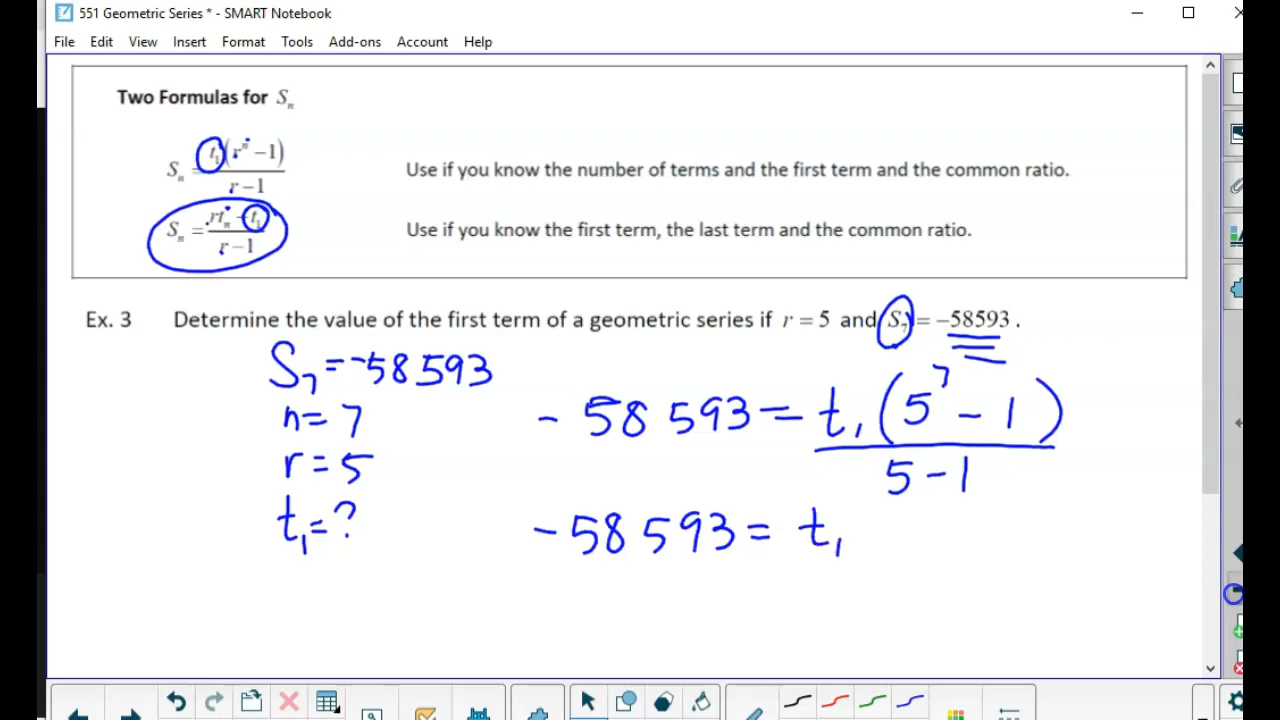 551 Geometric Series * - SMART Notebook
File Edit View Insert Format Tools Add-ons Account Help
Two Formulas for Sₙ
Sₙ = t₁(rⁿ − 1) / (r − 1) Use if you know the number of terms and the first term and the common ratio.
Sₙ = (rtₙ − t₁) / (r − 1) Use if you know the first term, the last term and the common ratio.
Ex. 3 Determine the value of the first term of a geometric series if r = 5 and S₇ = −58593 .
S₇ = -58 593
n = 7
r = 5
t₁ = ?
- 58 593 = t₁ (5⁷ - 1) / (5 - 1)
- 58 593 = t₁